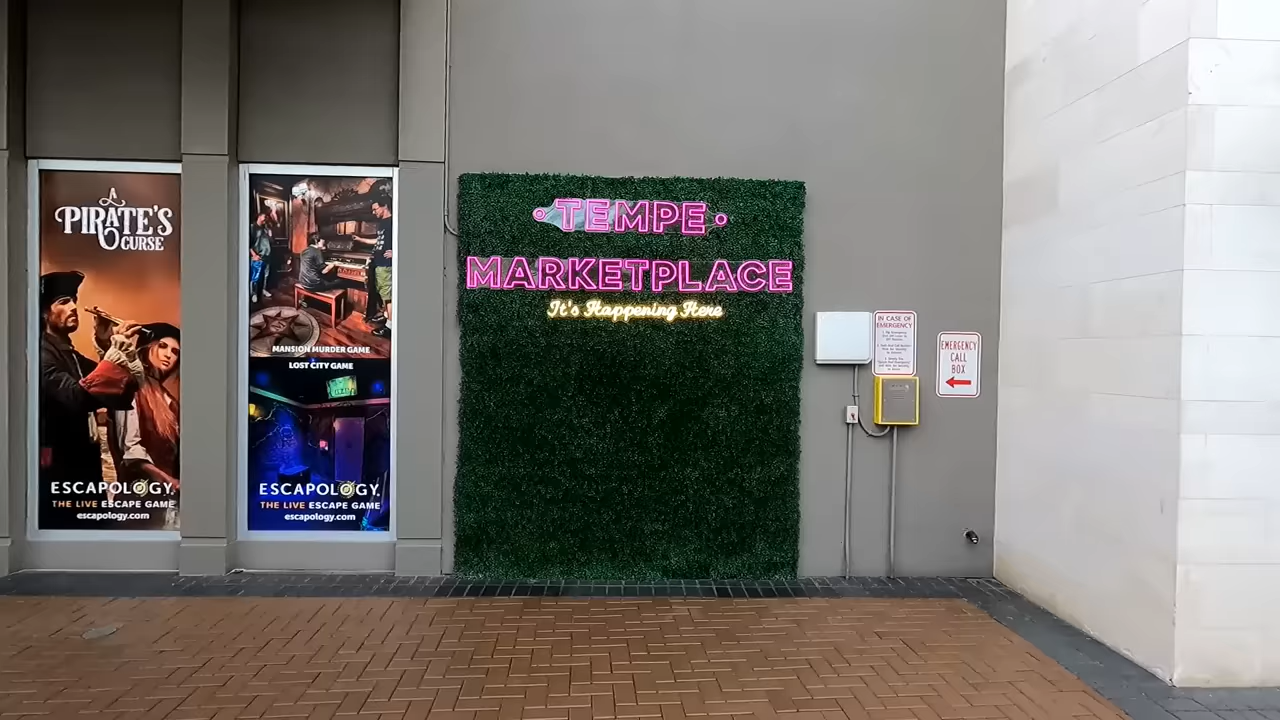 A
PIRATE'S
CURSE
ESCAPOLOGY
THE LIVE ESCAPE GAME
escapology.com
MANSION MURDER GAME
LOST CITY GAME
ESCAPOLOGY
THE LIVE ESCAPE GAME
escapology.com
TEMPE
MARKETPLACE
It's Happening Here
IN CASE OF
EMERGENCY
EMERGENCY
CALL
BOX